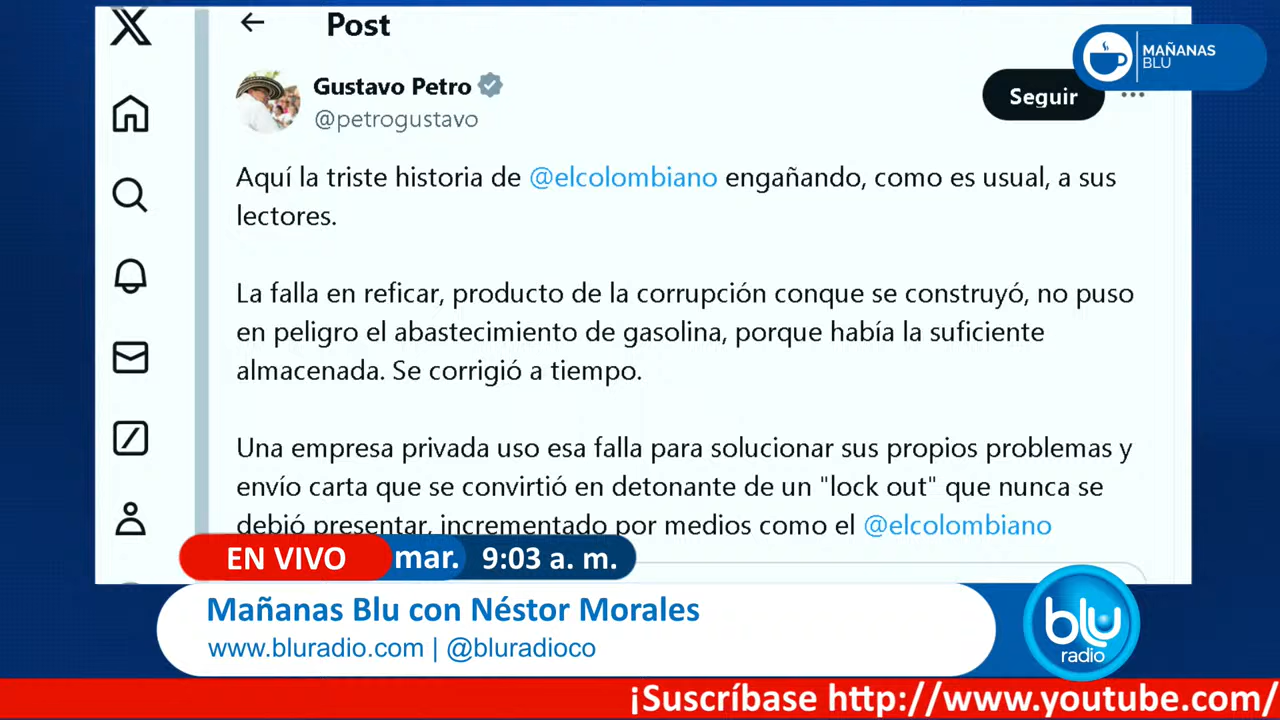 Post
MAÑANAS
BLU
Gustavo Petro
@petrogustavo
Seguir
Aquí la triste historia de @elcolombiano engañando, como es usual, a sus
lectores.
La falla en reficar, producto de la corrupción conque se construyó, no puso
en peligro el abastecimiento de gasolina, porque había la suficiente
almacenada. Se corrigió a tiempo.
Una empresa privada uso esa falla para solucionar sus propios problemas y
envío carta que se convirtió en detonante de un "lock out" que nunca se
debió presentar, incrementado por medios como el @elcolombiano
EN VIVO mar. 9:03 a. m.
Mañanas Blu con Néstor Morales
www.bluradio.com | @bluradioco
blu
radio
¡Suscríbase http://www.youtube.com/